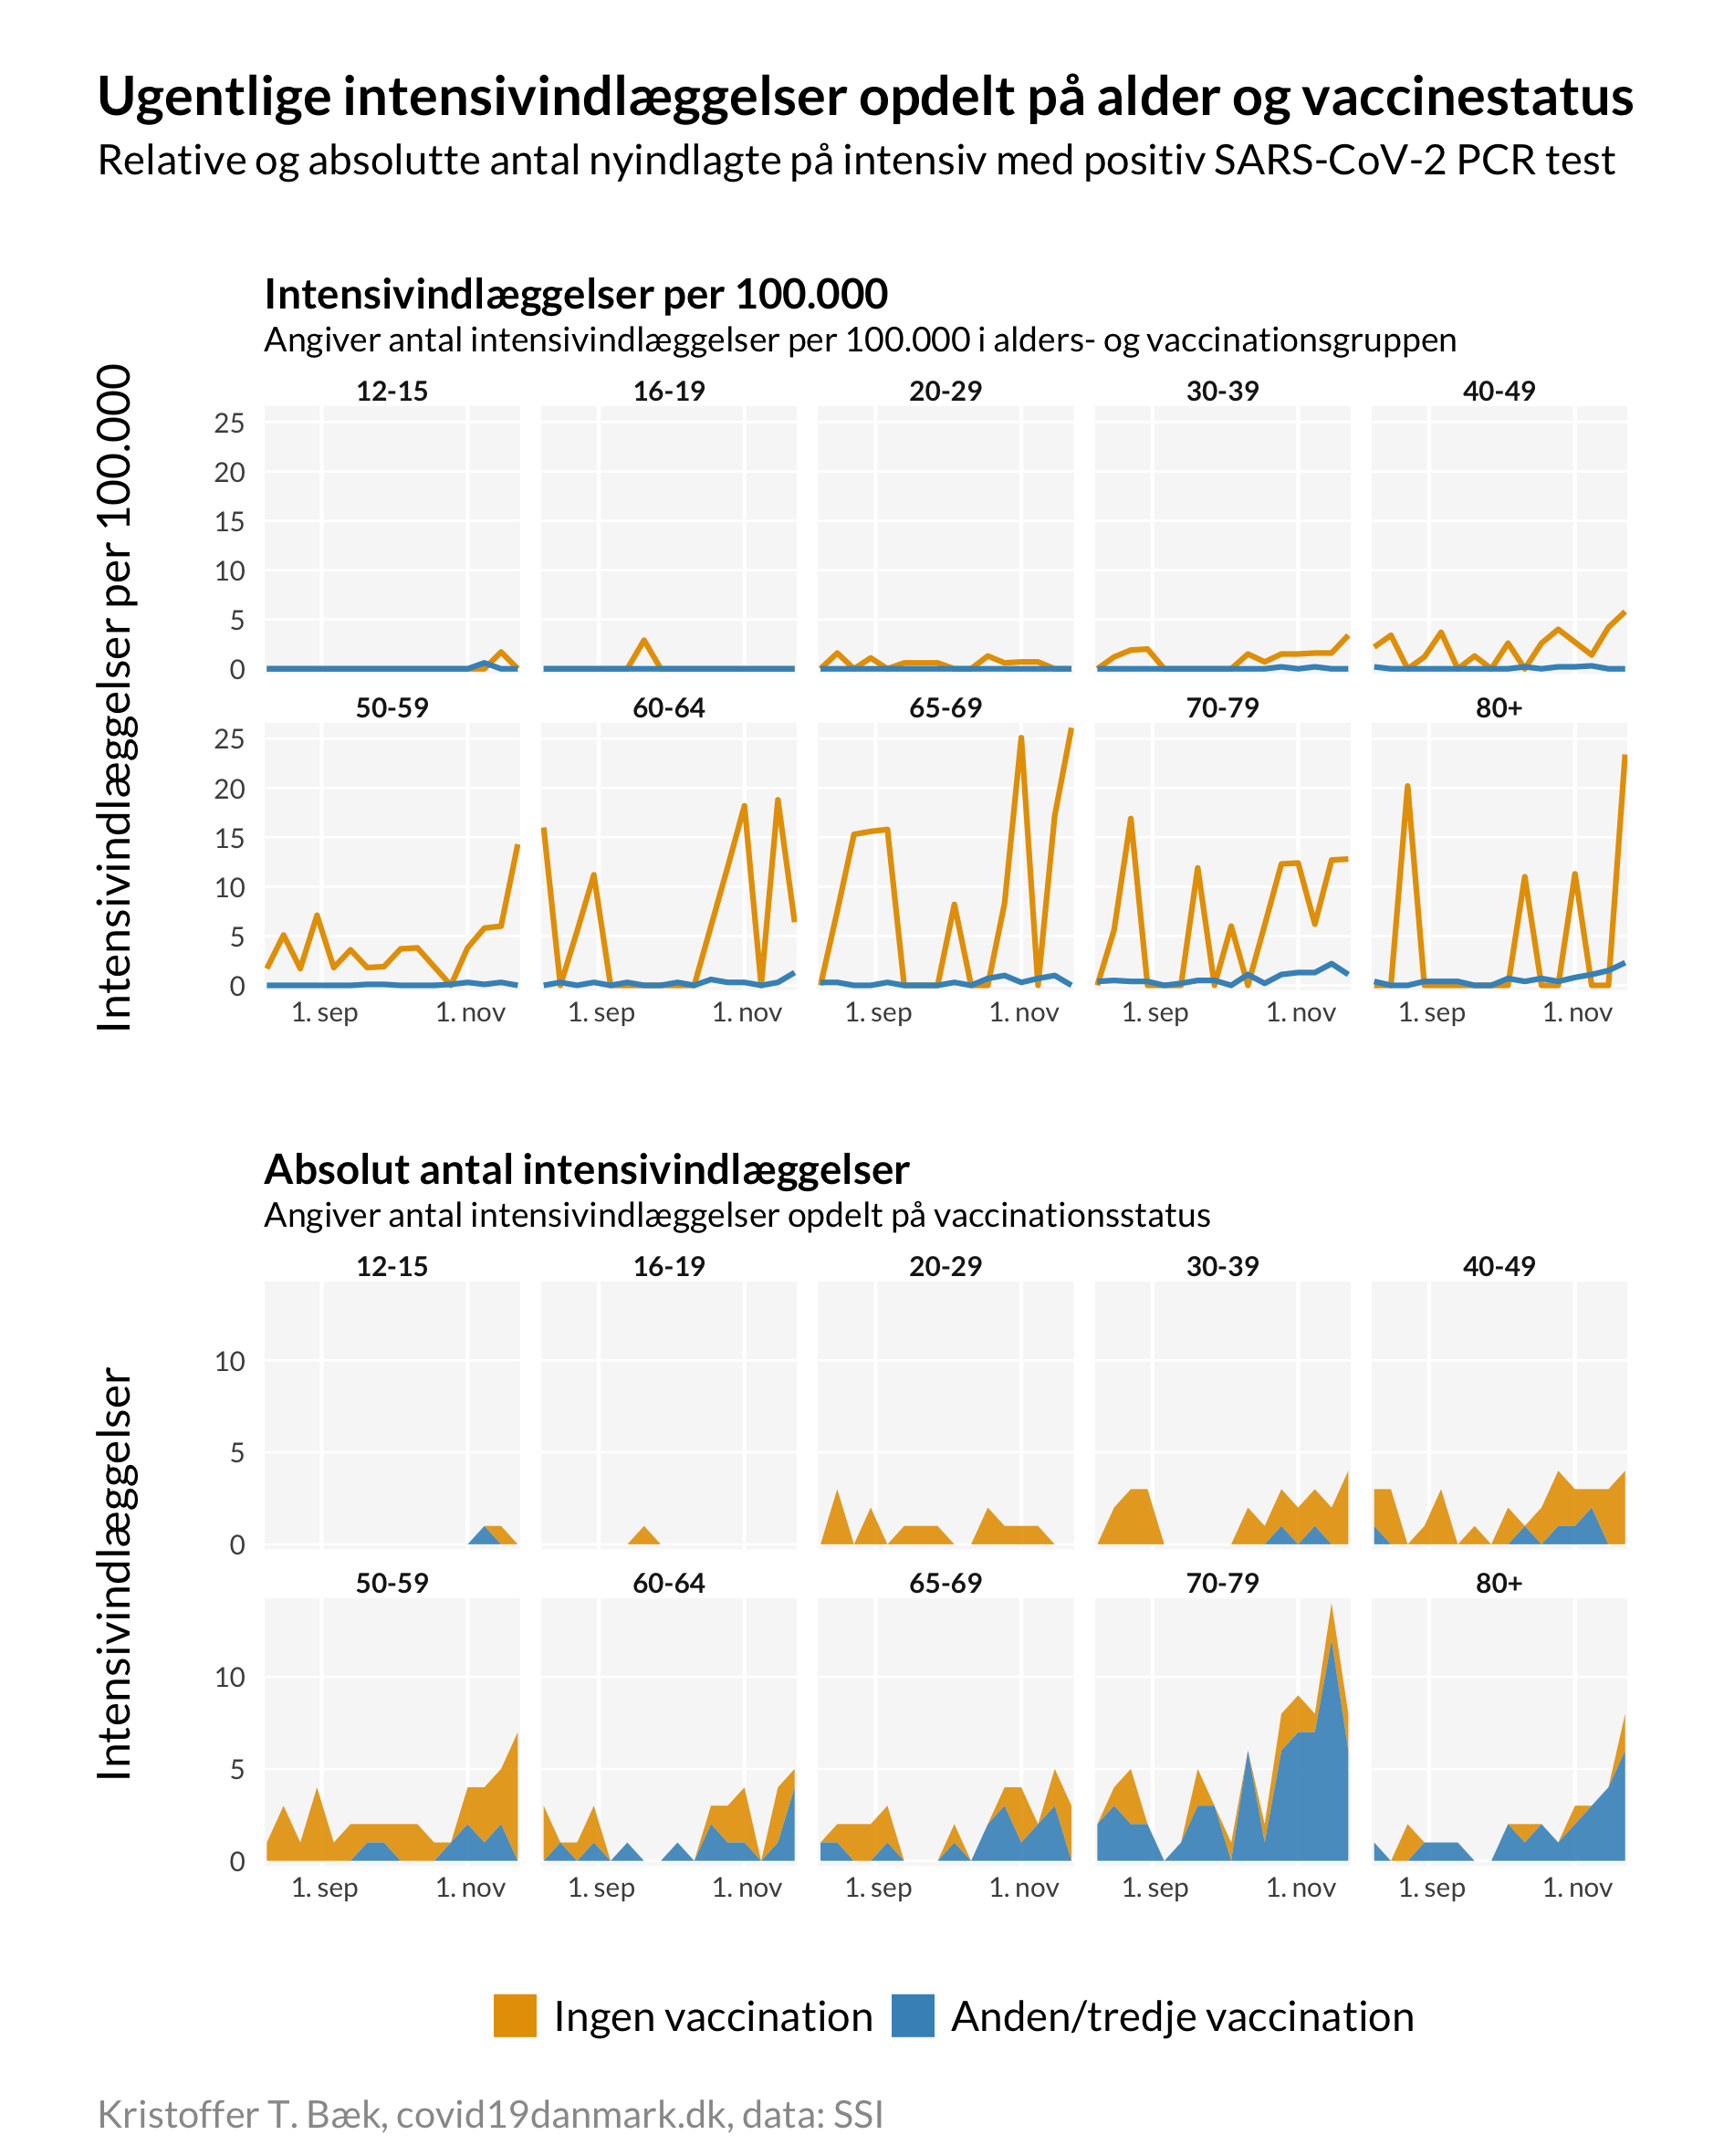 Ugentlige intensivindlæggelser opdelt på alder og vaccinestatus
Relative og absolutte antal nyindlagte på intensiv med positiv SARS-CoV-2 PCR test
Intensivindlæggelser per 100.000
Angiver antal intensivindlæggelser per 100.000 i alders- og vaccinationsgruppen
Intensivindlæggelser per 100.000
12-15 16-19 20-29 30-39 40-49
25
20
15
10
5
0
50-59 60-64 65-69 70-79 80+
25
20
15
10
5
0
1. sep 1. nov 1. sep 1. nov 1. sep 1. nov 1. sep 1. nov 1. sep 1. nov
Absolut antal intensivindlæggelser
Angiver antal intensivindlæggelser opdelt på vaccinationsstatus
Intensivindlæggelser
12-15 16-19 20-29 30-39 40-49
10
5
0
50-59 60-64 65-69 70-79 80+
10
5
0
1. sep 1. nov 1. sep 1. nov 1. sep 1. nov 1. sep 1. nov 1. sep 1. nov
Ingen vaccination Anden/tredje vaccination
Kristoffer T. Bæk, covid19danmark.dk, data: SSI